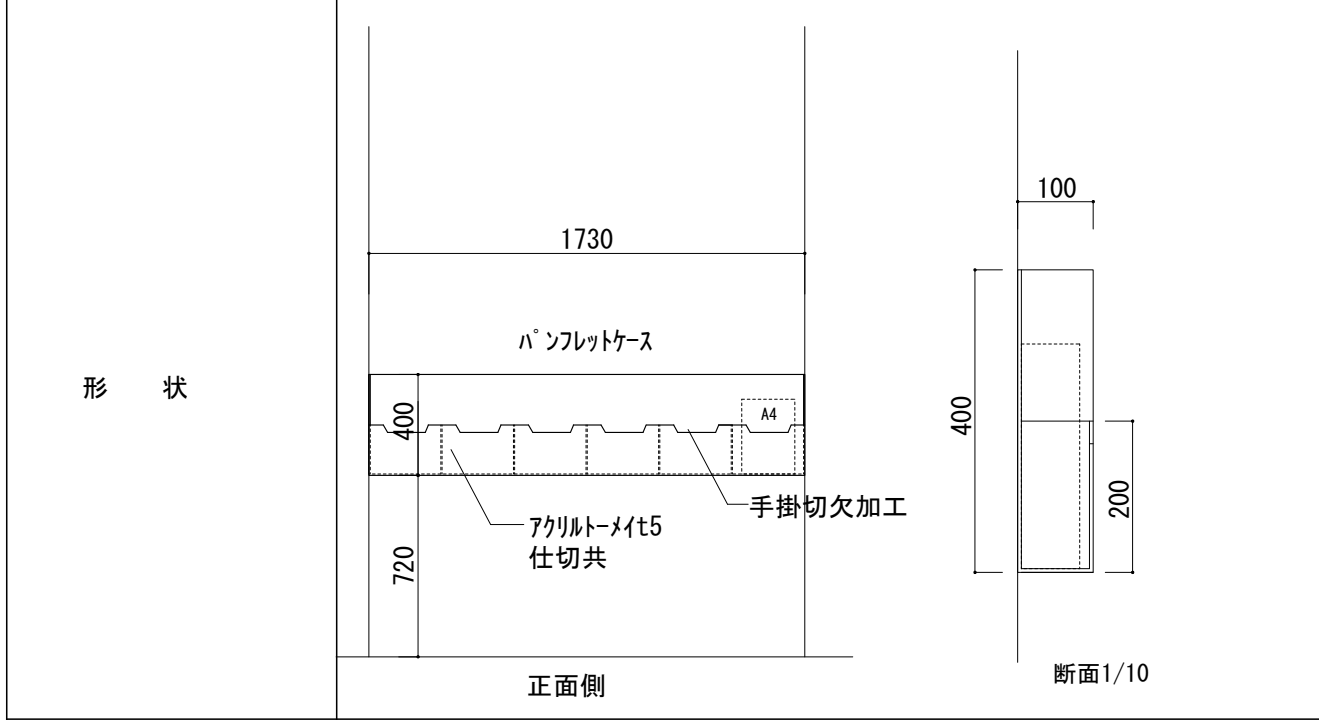 形　状
1730
パンフレットケース
400
A4
手掛切欠加工
アクリルトーメイt5
仕切共
720
正面側
100
400
200
断面1/10